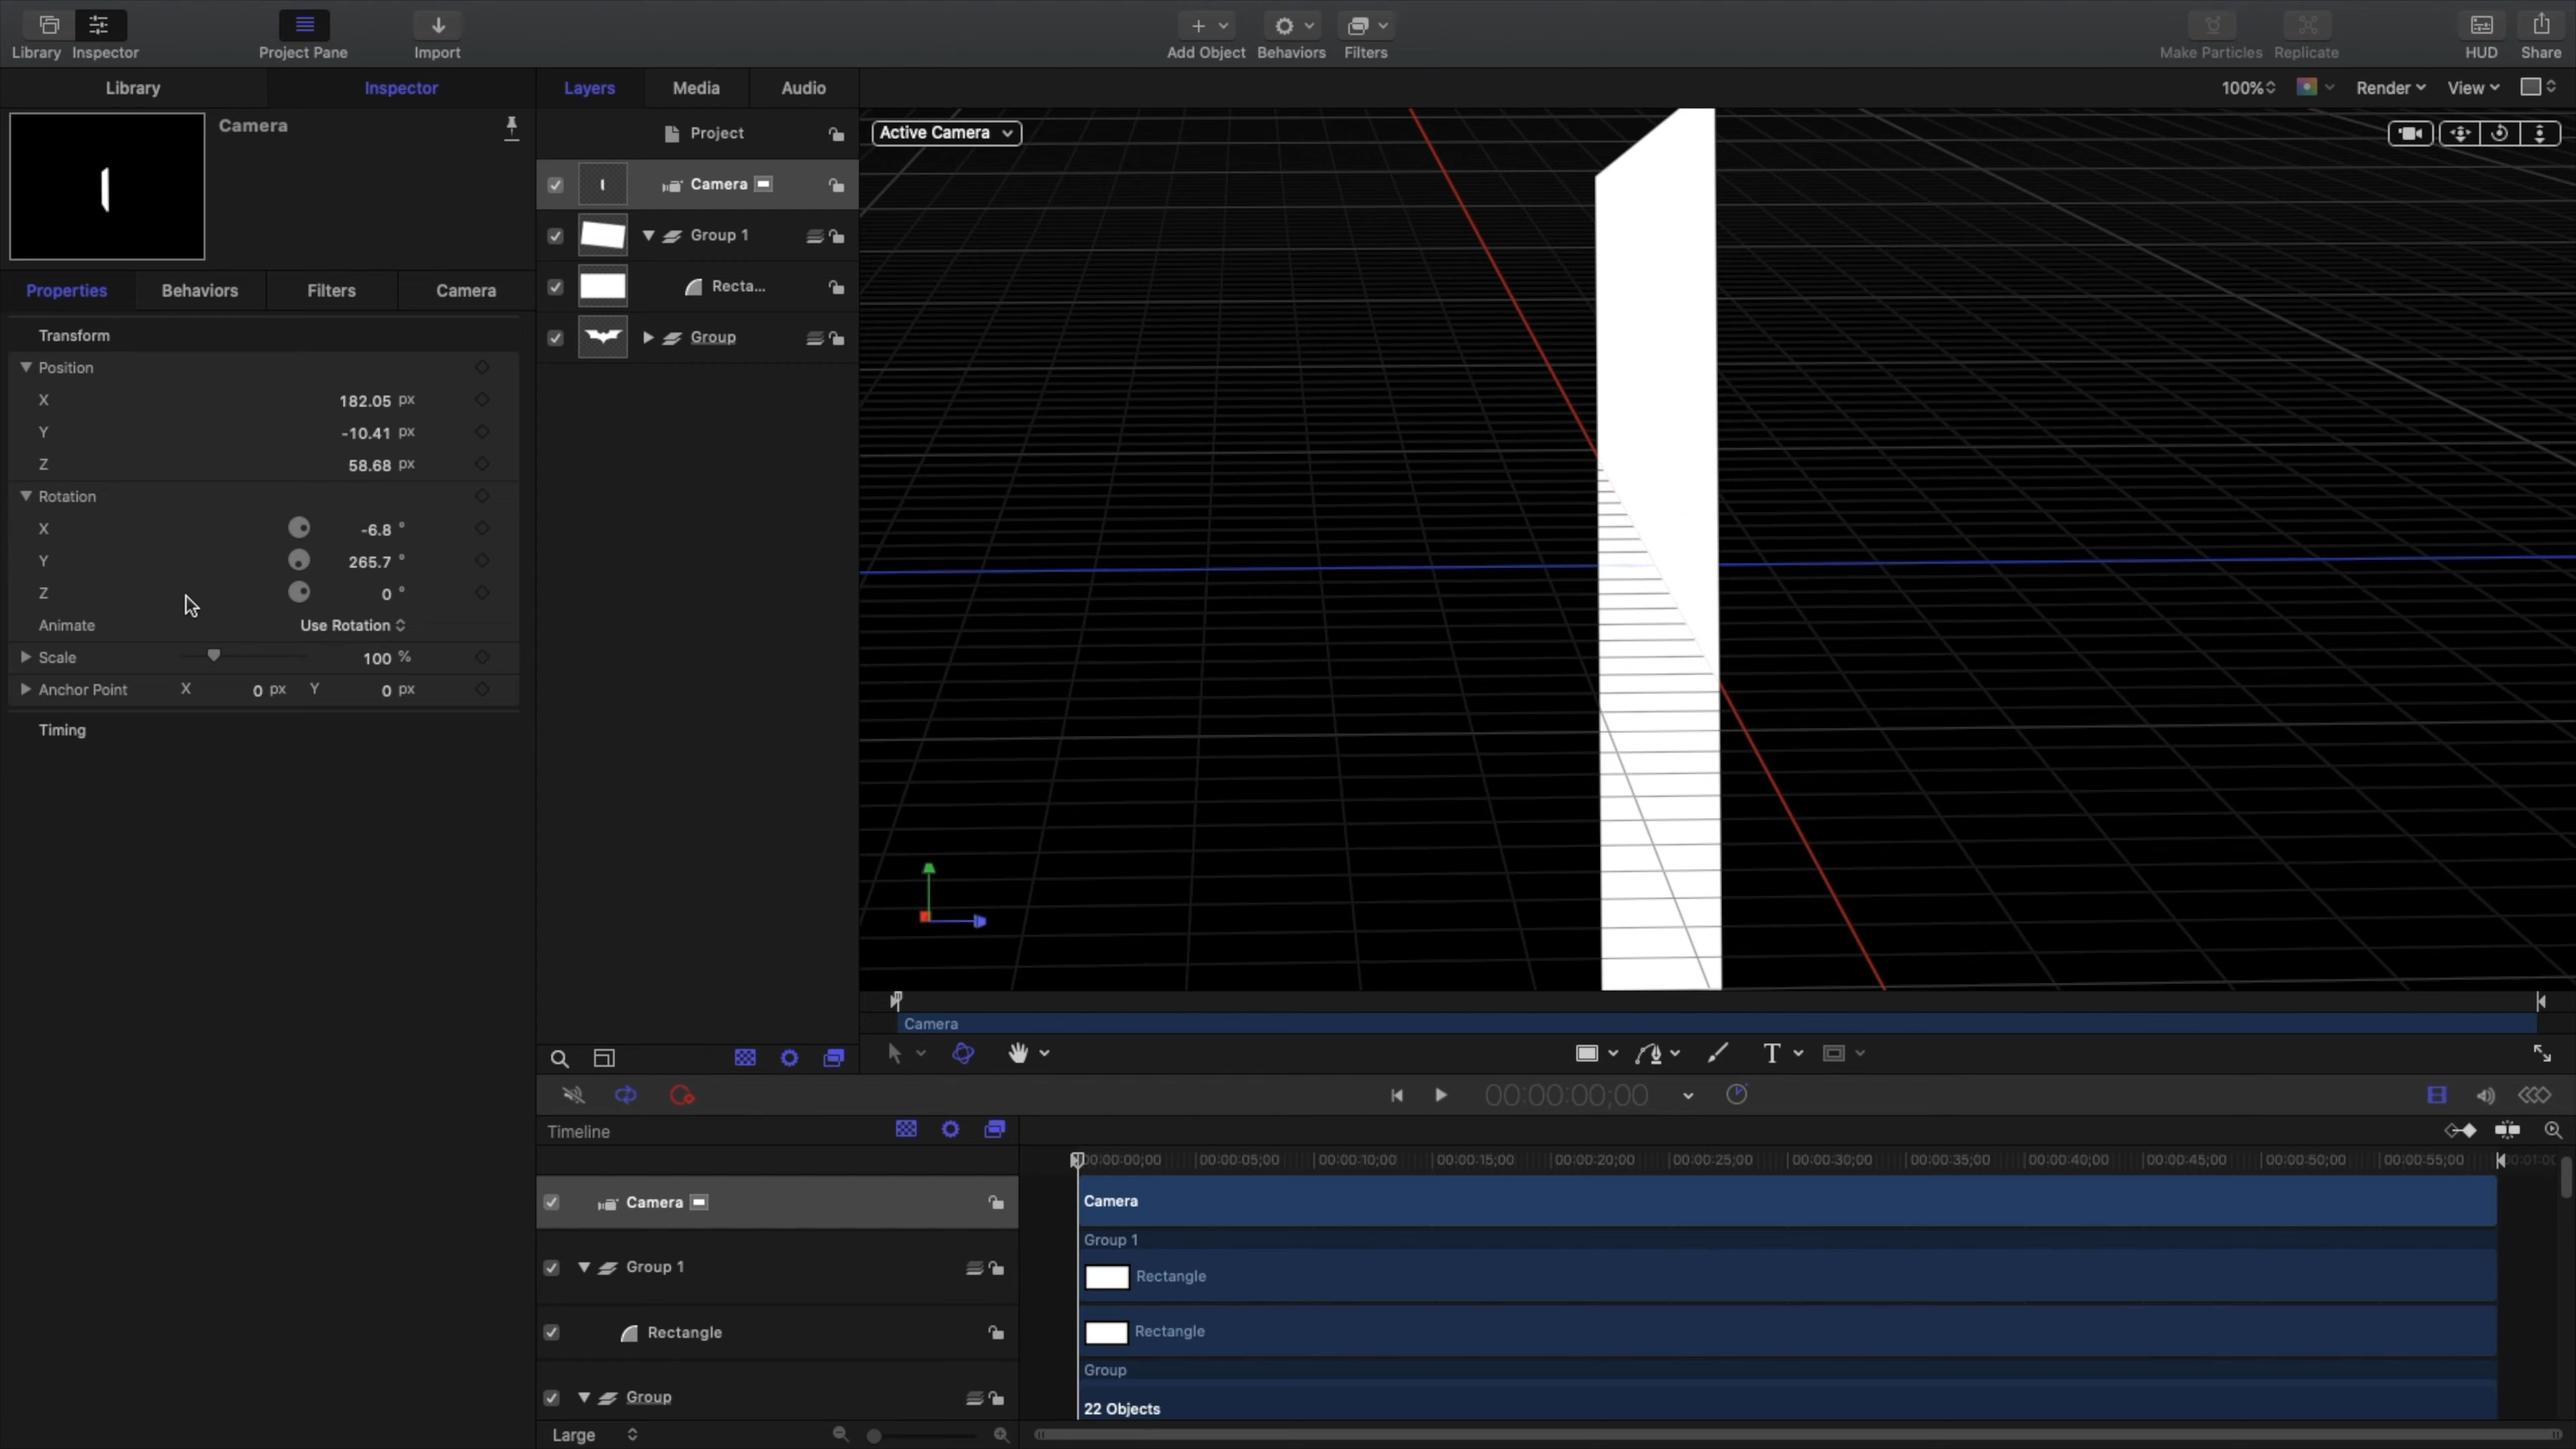 Library Inspector Project Pane Import Add Object Behaviors Filters Make Particles Replicate HUD Share
Library Inspector Layers Media Audio 100% Render View
Camera
Project
Active Camera
Camera
Group 1
Recta...
Group
Properties Behaviors Filters Camera
Transform
Position
X 182.05 px
Y -10.41 px
Z 58.68 px
Rotation
X -6.8 °
Y 265.7 °
Z 0 °
Animate Use Rotation
Scale 100 %
Anchor Point X 0 px Y 0 px
Timing
Camera
T
00:00:00;00
Timeline
00:00:00;00 00:00:05;00 00:00:10;00 00:00:15;00 00:00:20;00 00:00:25;00 00:00:30;00 00:00:35;00 00:00:40;00 00:00:45;00 00:00:50;00 00:00:55;00
Camera Camera
Group 1
Group 1 Rectangle
Rectangle Rectangle
Group
Group 22 Objects
Large